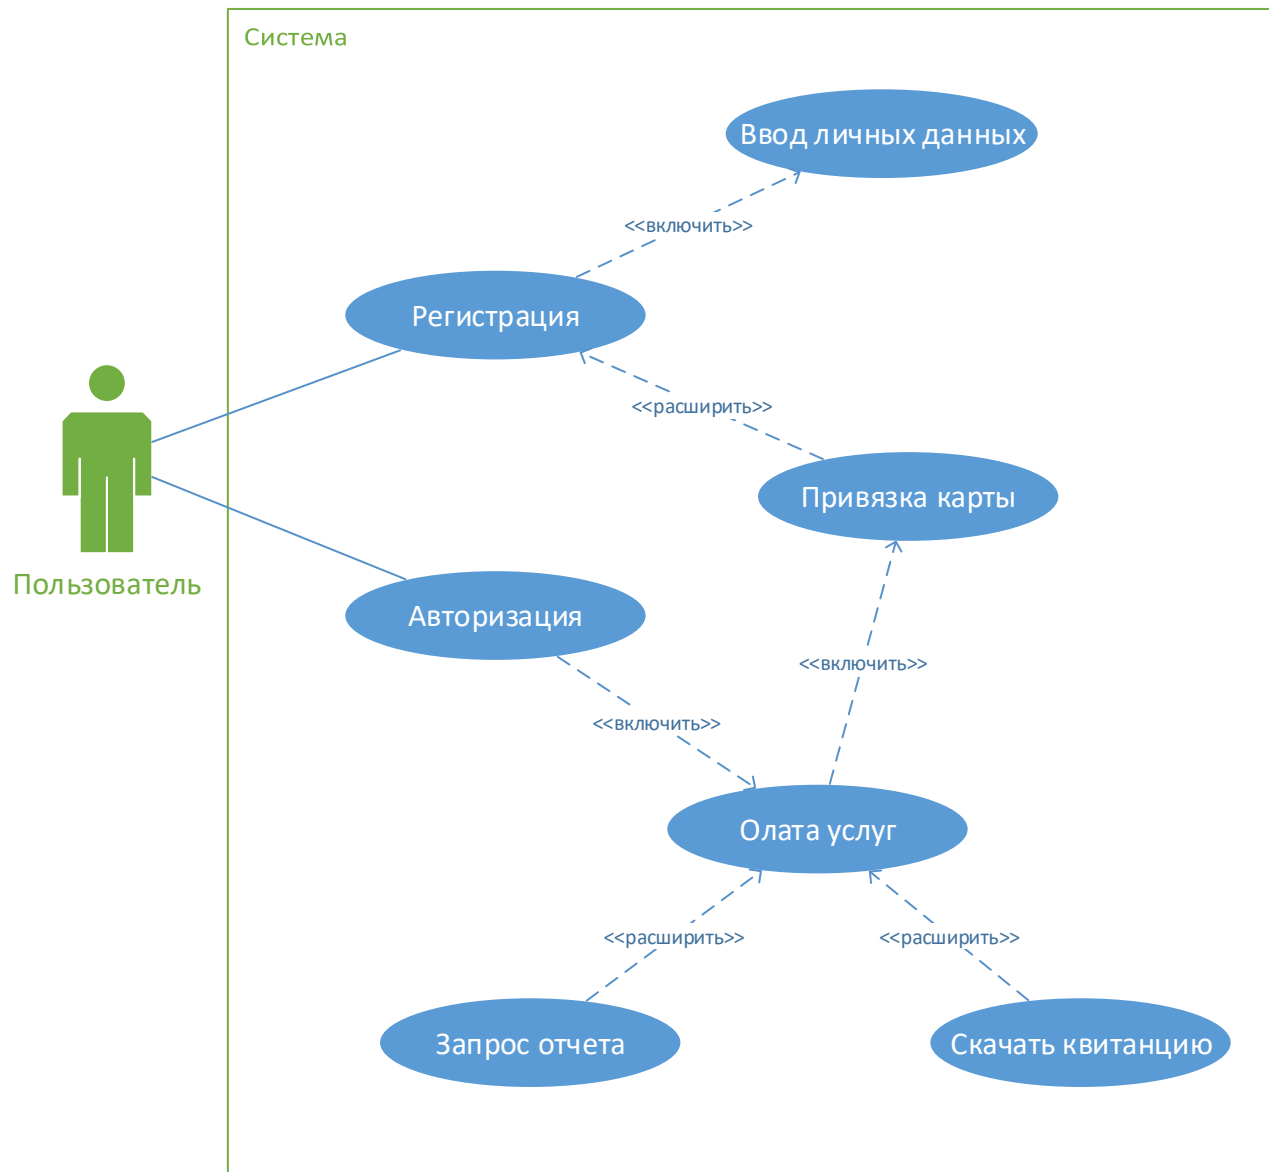 Система
Ввод личных данных
<<включить>>
Регистрация
<<расширить>>
Привязка карты
Пользователь
Авторизация
<<включить>>
<<включить>>
Олата услуг
<<расширить>>
<<расширить>>
Запрос отчета
Скачать квитанцию